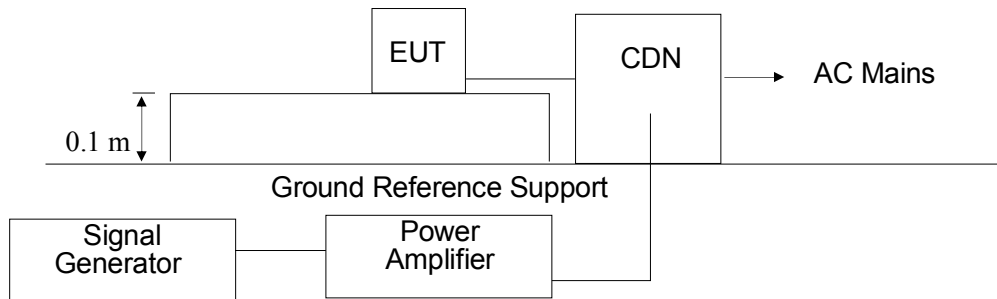 EUT
CDN
AC Mains
0.1 m
Ground Reference Support
Signal
Generator
Power
Amplifier